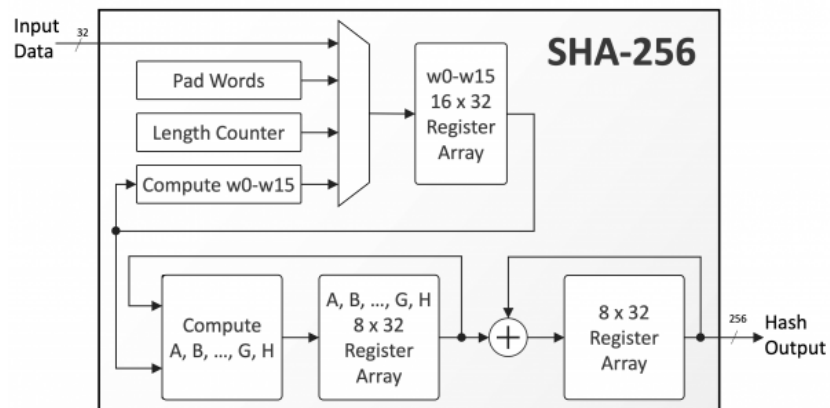 Input
Data
32
SHA-256
Pad Words
Length Counter
Compute w0-w15
w0-w15
16 x 32
Register
Array
Compute
A, B, ..., G, H
A, B, ..., G, H
8 x 32
Register
Array
+
8 x 32
Register
Array
256
Hash
Output